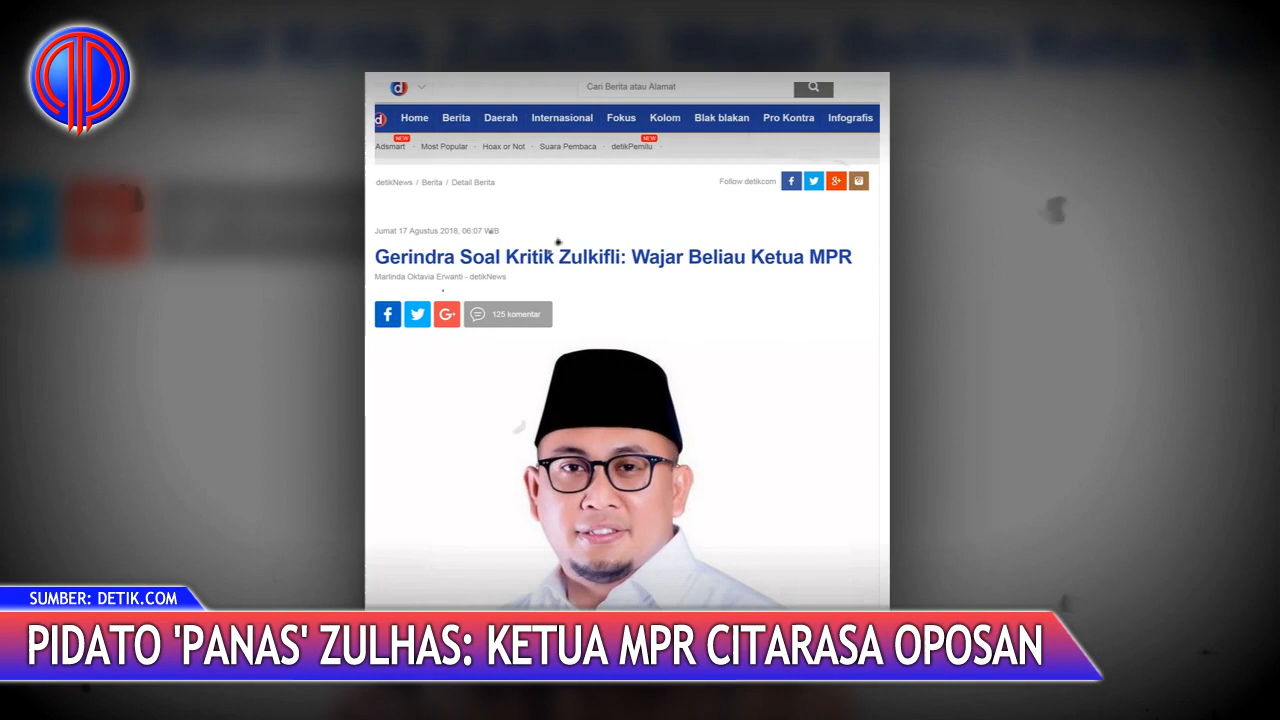 Cari Berita atau Alamat
d Home Berita Daerah Internasional Fokus Kolom Blak blakan Pro Kontra Infografis
NEW NEW
Adsmart · Most Popular · Hoax or Not · Suara Pembaca · detikPemilu ·
detikNews / Berita / Detail Berita
Follow detikcom
Jumat 17 Agustus 2018, 06:07 WIB
Gerindra Soal Kritik Zulkifli: Wajar Beliau Ketua MPR
Marlinda Oktavia Erwanti - detikNews
125 komentar
SUMBER: DETIK.COM
PIDATO 'PANAS' ZULHAS: KETUA MPR CITARASA OPOSAN